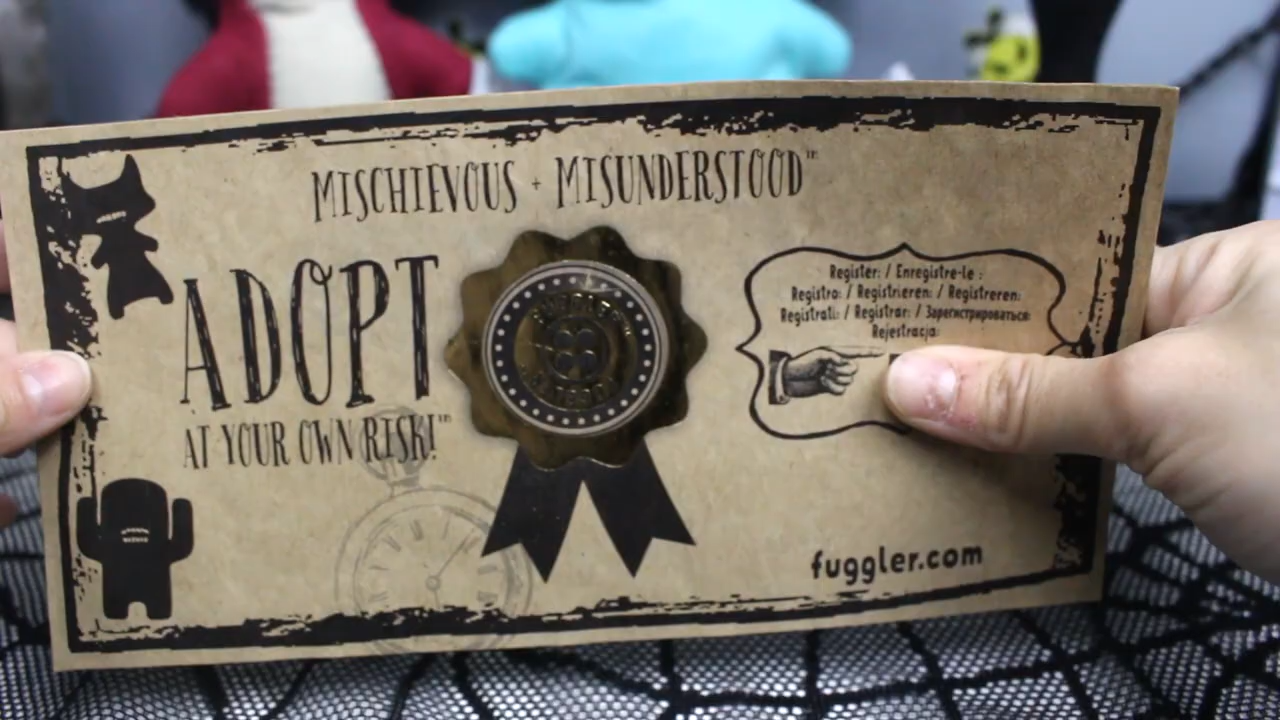 MISCHIEVOUS + MISUNDERSTOOD™
ADOPT
AT YOUR OWN RISK!™
Register: / Enregistre-le :
Registro: / Registrieren: / Registreren:
Registrati: / Registrar: / Зарегистрироваться:
Rejestracja:
fuggler.com